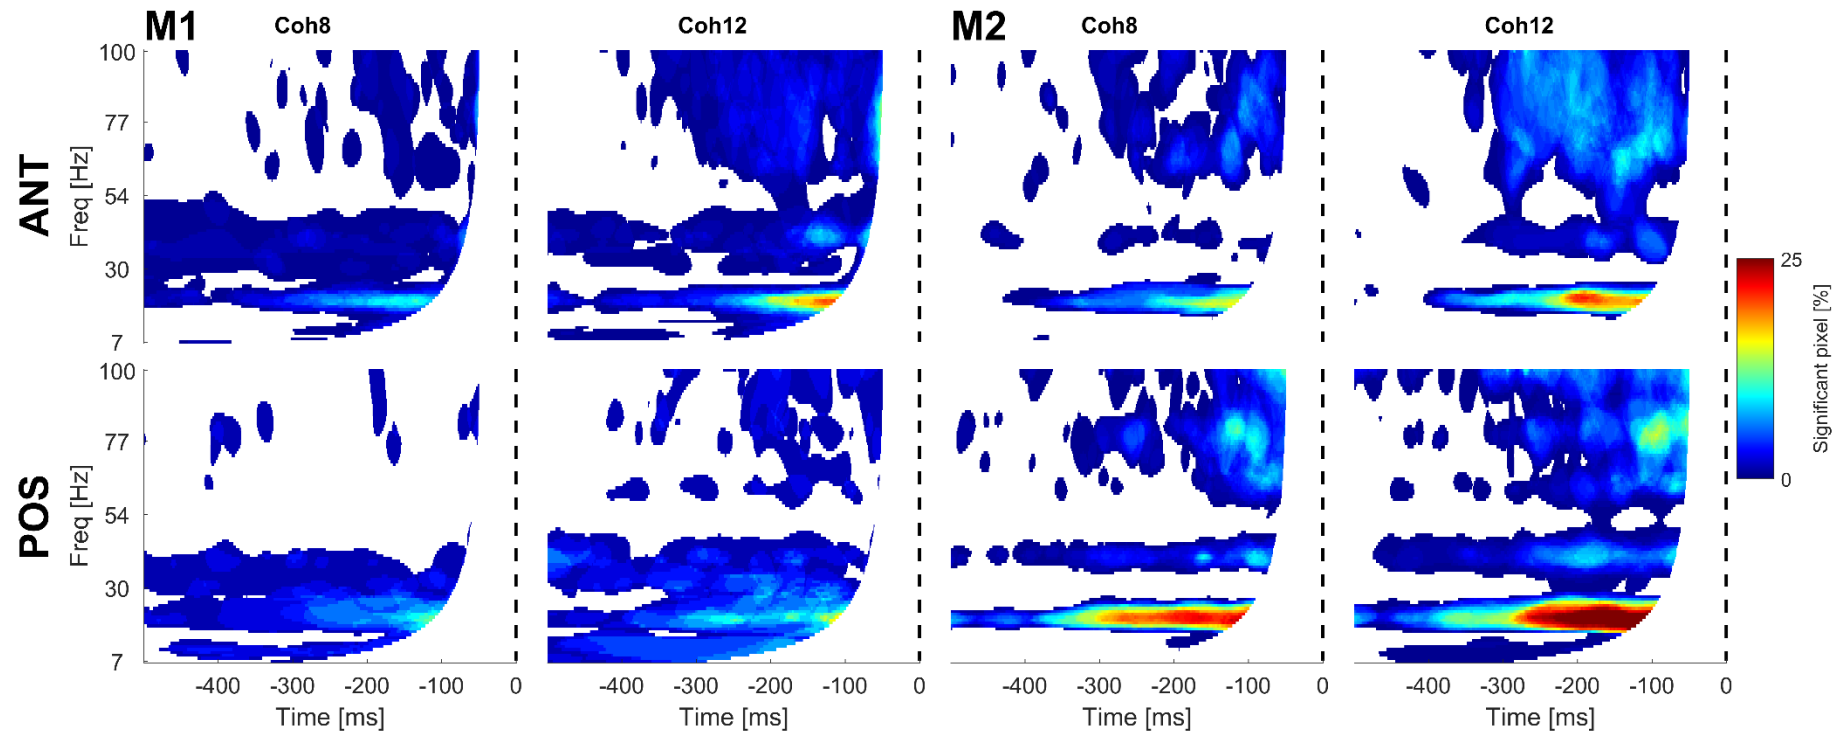 M1 Coh8 Coh12 M2 Coh8 Coh12
ANT
Freq [Hz]
100
77
54
30
7
POS
Freq [Hz]
100
77
54
30
7
-400 -300 -200 -100 0
Time [ms]
-400 -300 -200 -100 0
Time [ms]
-400 -300 -200 -100 0
Time [ms]
-400 -300 -200 -100 0
Time [ms]
25
0
Significant pixel [%]